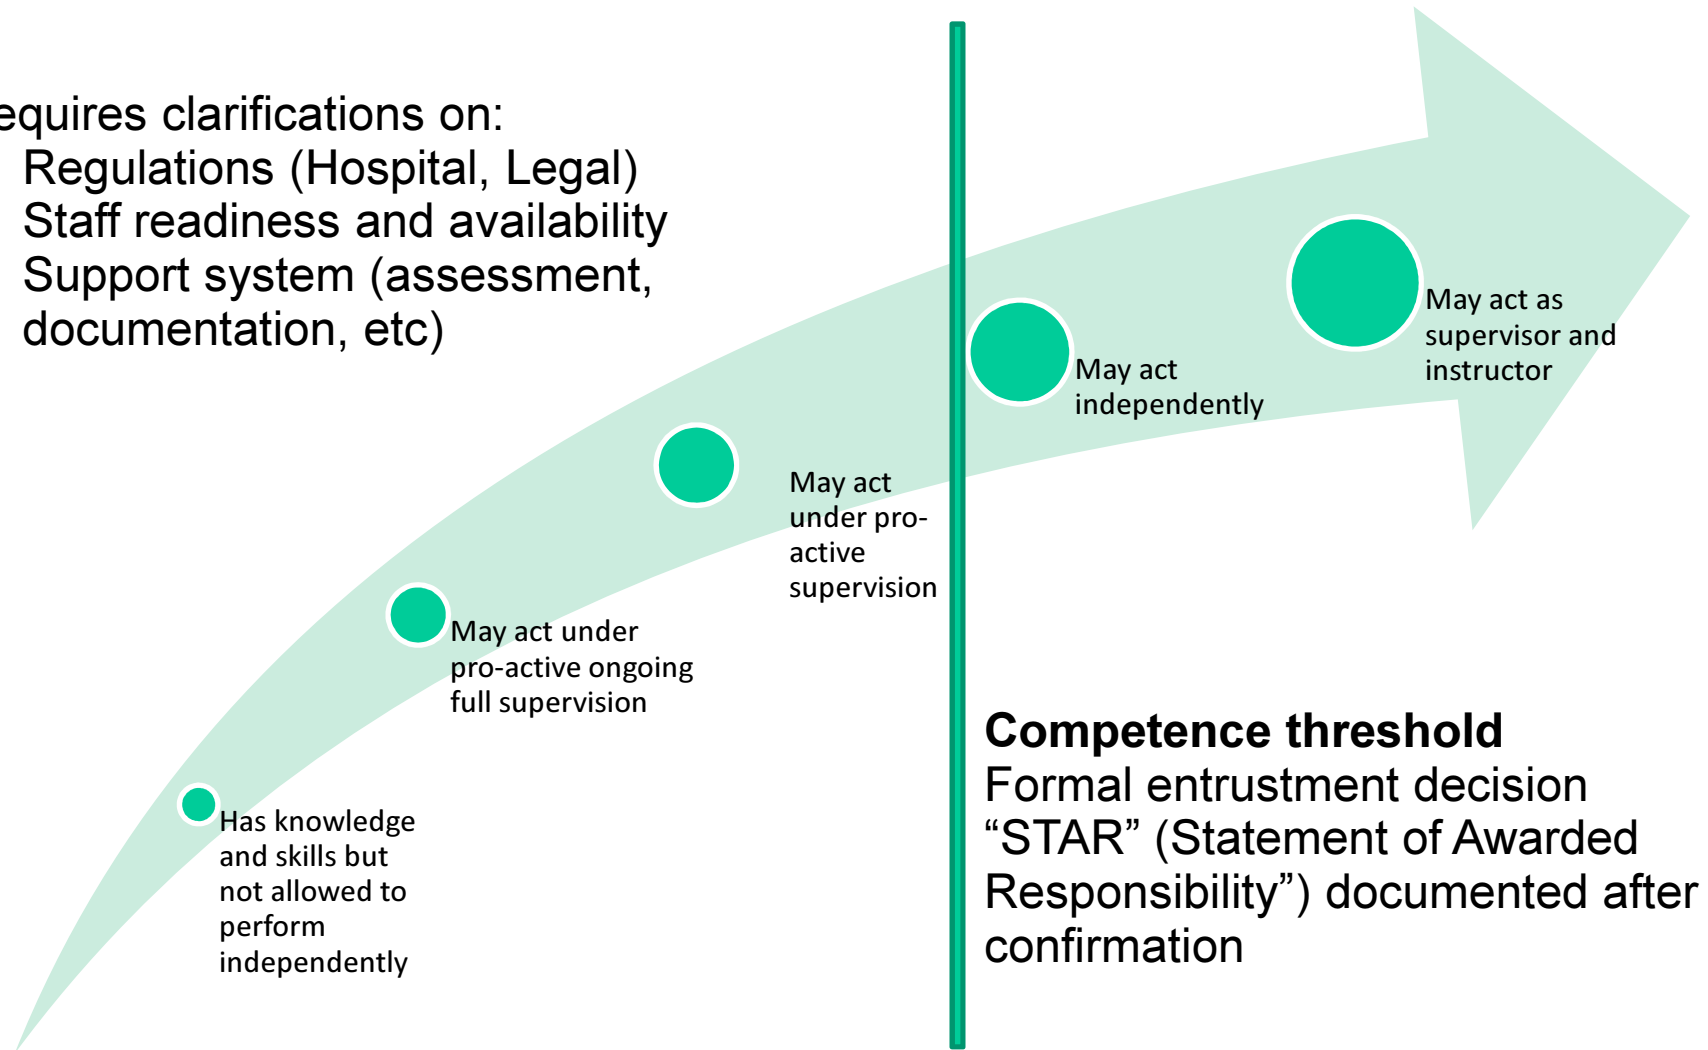 equires clarifications on:
Regulations (Hospital, Legal)
Staff readiness and availability
Support system (assessment,
documentation, etc)
May act as
supervisor and
instructor
May act
independently
May act
under pro-
active
supervision
May act under
pro-active ongoing
full supervision
Has knowledge
and skills but
not allowed to
perform
independently
Competence threshold
Formal entrustment decision
“STAR” (Statement of Awarded
Responsibility”) documented after
confirmation